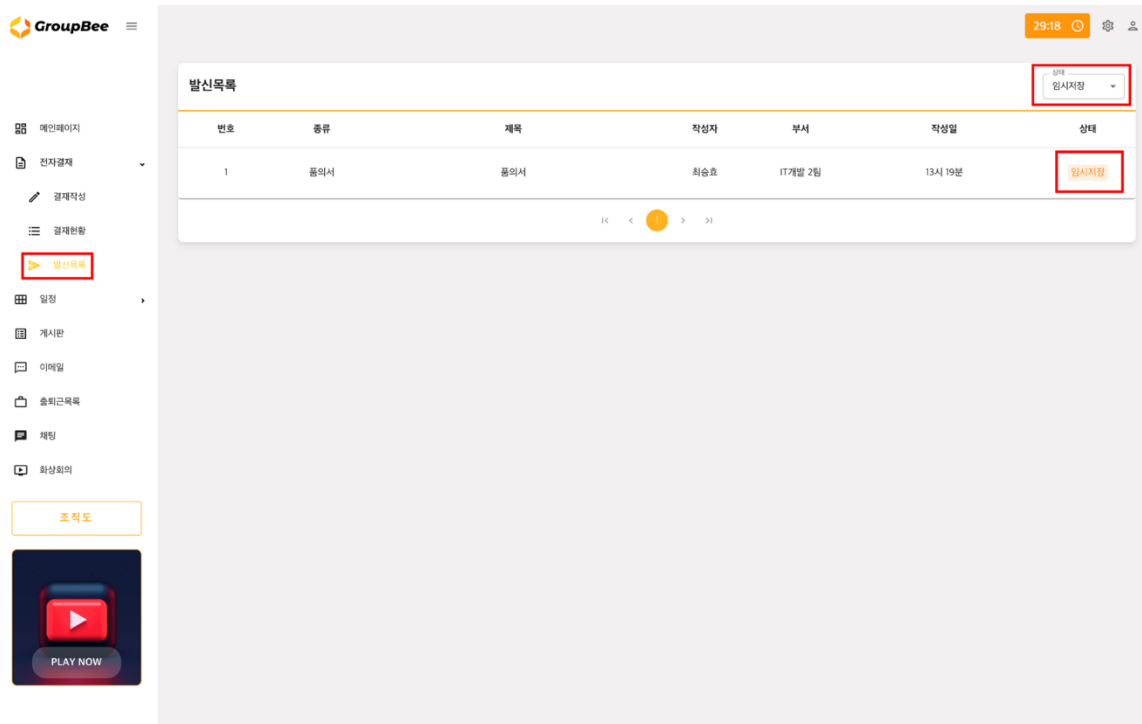 GroupBee
29:18
메인페이지
전자결재
결재작성
결재현황
발신목록
일정
게시판
이메일
출퇴근목록
채팅
화상회의
조직도
PLAY NOW
발신목록
상태
임시저장
번호 종류 제목 작성자 부서 작성일 상태
1 품의서 품의서 최승효 IT개발 2팀 13시 19분 임시저장
1